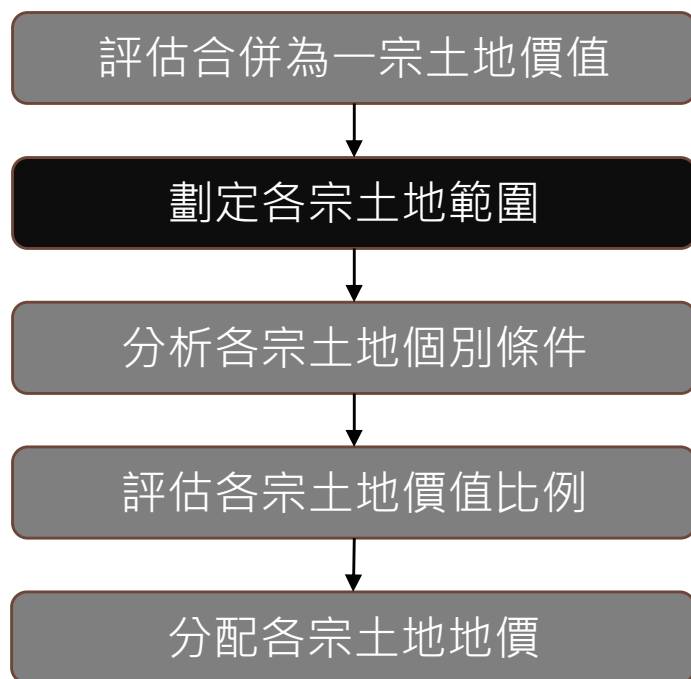 評估合併為一宗土地價值
劃定各宗土地範圍
分析各宗土地個別條件
評估各宗土地價值比例
分配各宗土地地價